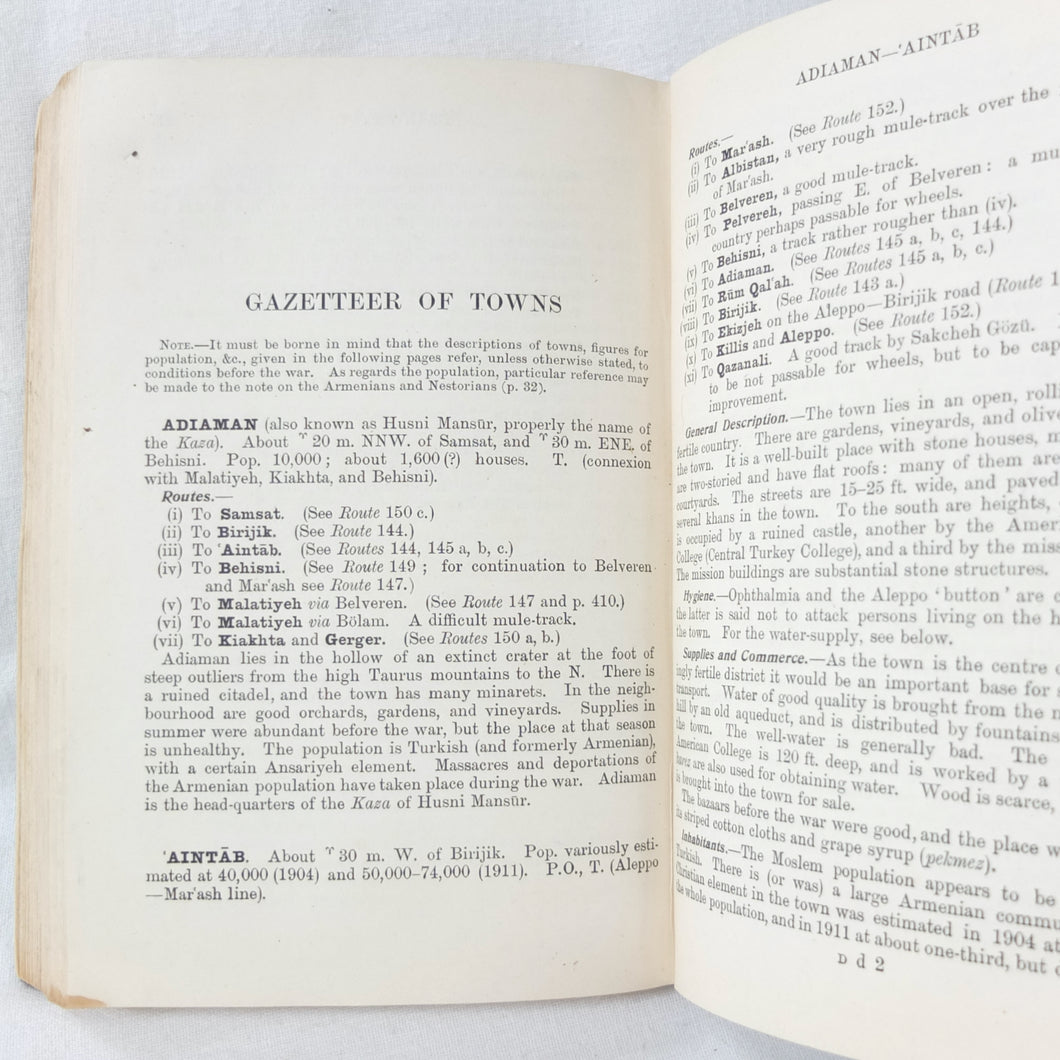 GAZETTEER OF TOWNS
NOTE.—It must be borne in mind that the descriptions of towns, figures for
population, &c., given in the following pages refer, unless otherwise stated, to
conditions before the war. As regards the population, particular reference may
be made to the note on the Armenians and Nestorians (p. 32).
ADIAMAN (also known as Husni Mansūr, properly the name of
the Kaza). About 20 m. NNW. of Samsat, and 30 m. ENE. of
Behisni. Pop. 10,000; about 1,600 (?) houses. T. (connexion
with Malatiyeh, Kiakhta, and Behisni).
Routes.—
(i) To Samsat. (See Route 150 c.)
(ii) To Birijik. (See Route 144.)
(iii) To ʿAintāb. (See Routes 144, 145 a, b, c.)
(iv) To Behisni. (See Route 149; for continuation to Belveren
and Marʿash see Route 147.)
(v) To Malatiyeh via Belveren. (See Route 147 and p. 410.)
(vi) To Malatiyeh via Bölam. A difficult mule-track.
(vii) To Kiakhta and Gerger. (See Routes 150 a, b.)
Adiaman lies in the hollow of an extinct crater at the foot of
steep outliers from the high Taurus mountains to the N. There is
a ruined citadel, and the town has many minarets. In the neigh-
bourhood are good orchards, gardens, and vineyards. Supplies in
summer were abundant before the war, but the place at that season
is unhealthy. The population is Turkish (and formerly Armenian),
with a certain Ansariyeh element. Massacres and deportations of
the Armenian population have taken place during the war. Adiaman
is the head-quarters of the Kaza of Husni Mansūr.
ʿAINTĀB. About 30 m. W. of Birijik. Pop. variously esti-
mated at 40,000 (1904) and 50,000–74,000 (1911). P.O., T. (Aleppo
—Marʿash line).
ADIAMAN—ʿAINTĀB
Routes.—
(i) To Marʿash. (See Route 152.)
(ii) To Albistan, a very rough mule-track over the
of Marʿash.
(iii) To Belveren, a good mule-track.
(iv) To Pelvereh, passing E. of Belveren: a
country perhaps passable for wheels.
(v) To Behisni, a track rather rougher than (iv).
(vi) To Adiaman. (See Routes 145 a, b, c, 144.)
(vii) To Rūm Qalʿah. (See Routes 145 a, b, c.)
(viii) To Birijik. (See Route 143 a.)
(ix) To Ekizjeh on the Aleppo—Birijik road (Route
(x) To Killis and Aleppo. (See Route 152.)
(xi) To Qazanali. A good track by Sakcheh Gözü.
to be not passable for wheels, but to be
improvement.
General Description.—The town lies in an open,
fertile country. There are gardens, vineyards, and
the town. It is a well-built place with stone houses,
are two-storied and have flat roofs: many of them are
courtyards. The streets are 15–25 ft. wide, and paved
several khans in the town. To the south are heights,
is occupied by a ruined castle, another by the
College (Central Turkey College), and a third by the
The mission buildings are substantial stone structures.
Hygiene.—Ophthalmia and the Aleppo ‘button’ are
the latter is said not to attack persons living on the
the town. For the water-supply, see below.
Supplies and Commerce.—As the town is the centre
ingly fertile district it would be an important base for
transport. Water of good quality is brought from the
hill by an old aqueduct, and is distributed by fountains
the town. The well-water is generally bad. The
American College is 120 ft. deep, and is worked by a
are also used for obtaining water. Wood is scarce,
is brought into the town for sale.
The bazaars before the war were good, and the place
its striped cotton cloths and grape syrup (pekmez).
Inhabitants.—The Moslem population appears to be
Turkish. There is (or was) a large Armenian
Christian element in the town was estimated in 1904 at
the whole population, and in 1911 at about one-third, but
D d 2